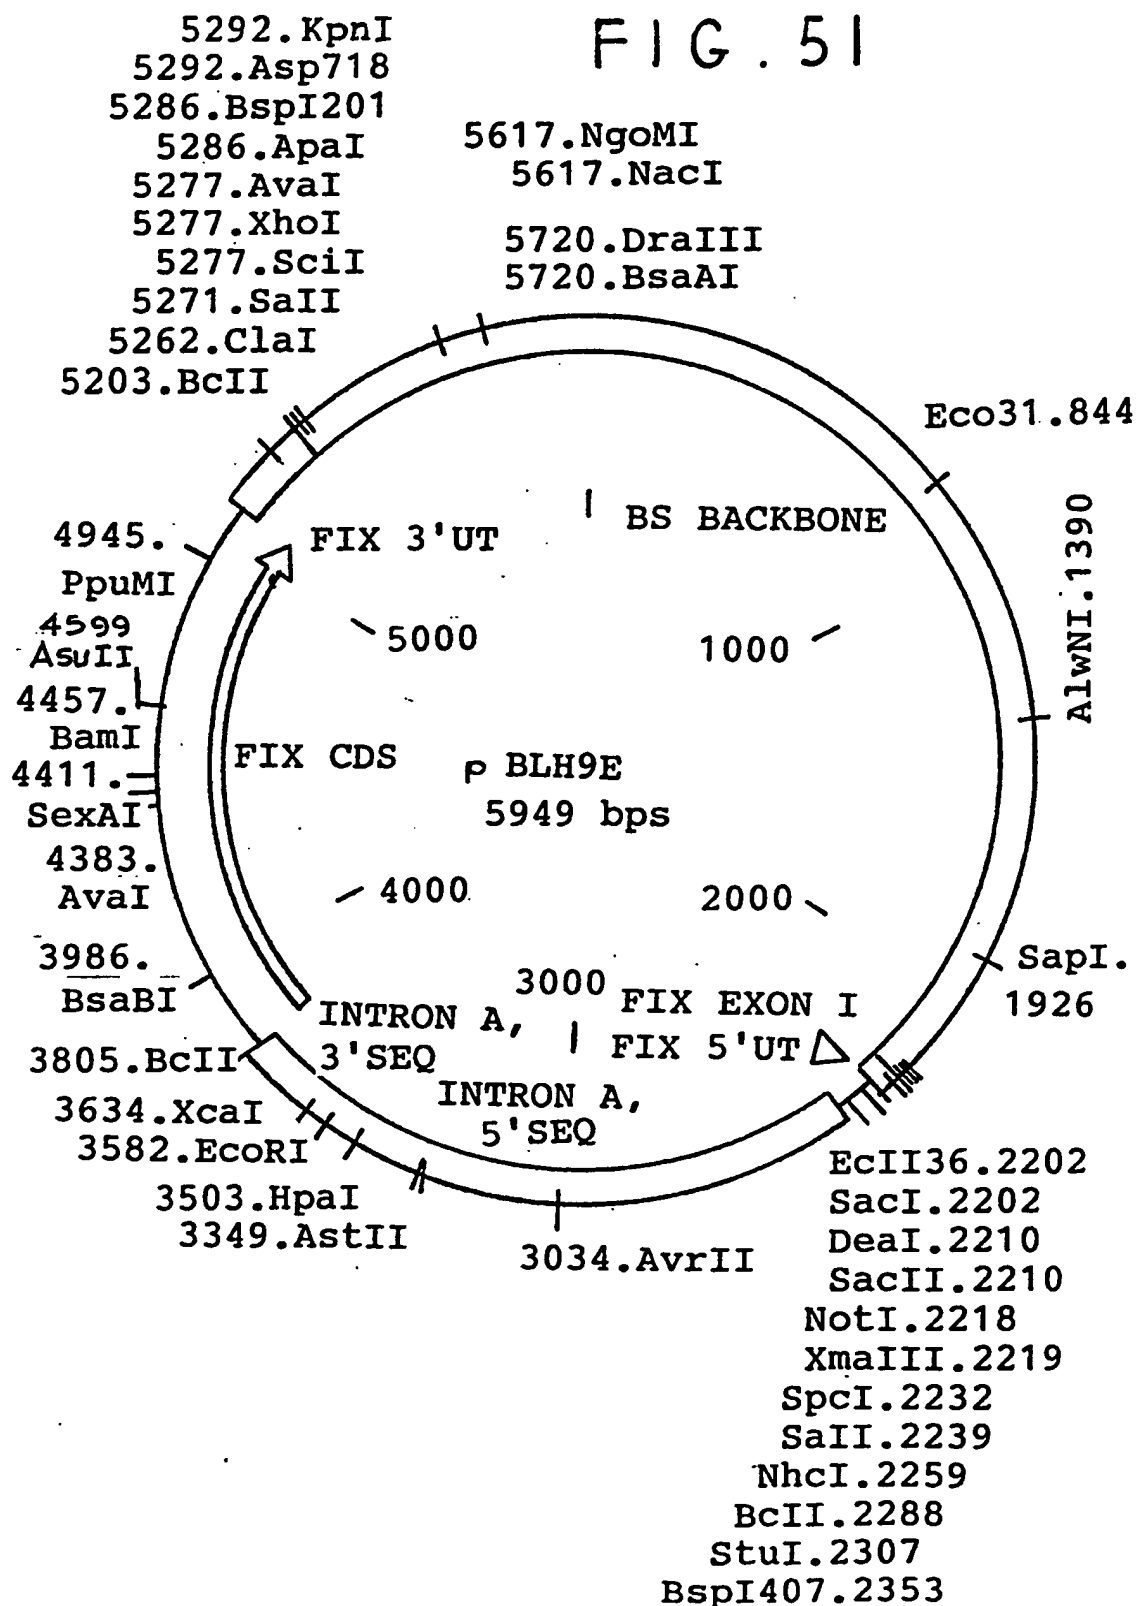 FIG. 51
5292.KpnI
5292.Asp718
5286.BspI201
5286.ApaI
5277.AvaI
5277.XhoI
5277.SciI
5271.SaII
5262.ClaI
5203.BcII
5617.NgoMI
5617.NacI
5720.DraIII
5720.BsaAI
Eco31.844
AlwNI.1390
SapI.
1926
4945.
PpuMI
4599
AsuII
4457.
BamI
4411.
SexAI
4383.
AvaI
3986.
BsaBI
3805.BcII
3634.XcaI
3582.EcoRI
3503.HpaI
3349.AstII
3034.AvrII
FIX 3'UT
BS BACKBONE
5000
1000
FIX CDS
p BLH9E
5949 bps
4000
2000
3000
FIX EXON I
FIX 5'UT
INTRON A,
3'SEQ
INTRON A,
5'SEQ
EcII36.2202
SacI.2202
DeaI.2210
SacII.2210
NotI.2218
XmaIII.2219
SpcI.2232
SaII.2239
NhcI.2259
BcII.2288
StuI.2307
BspI407.2353